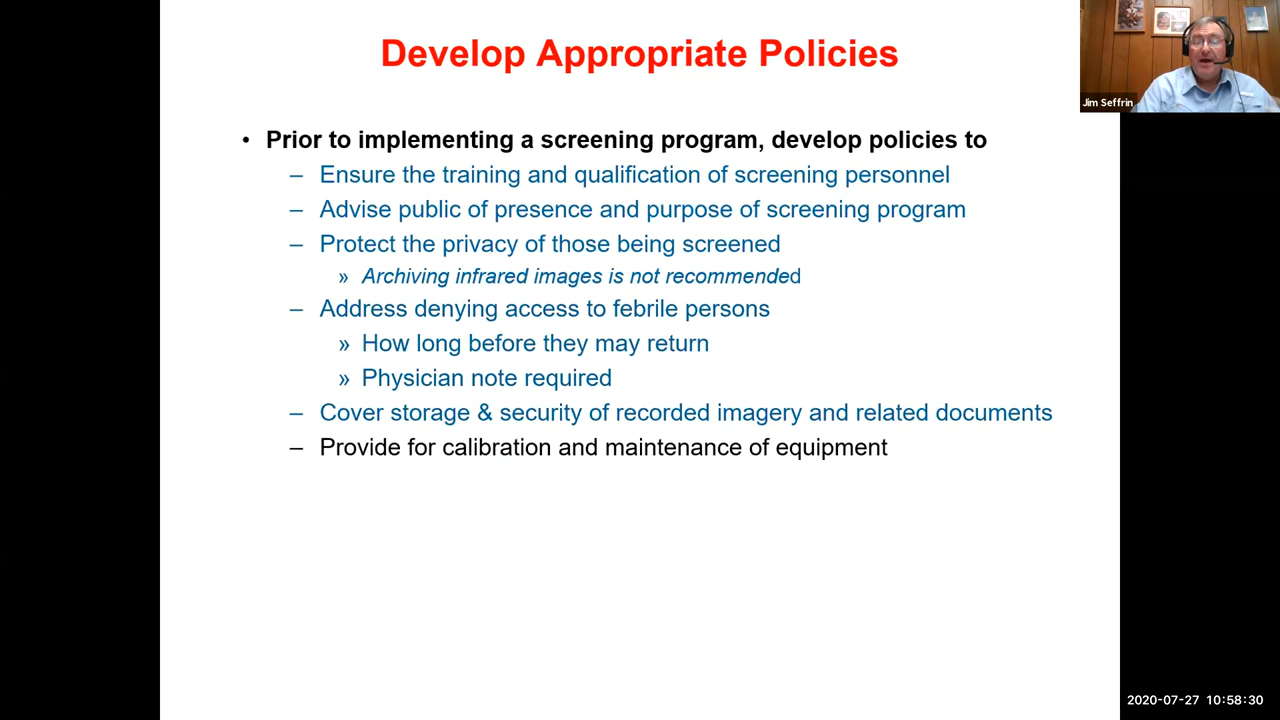 Develop Appropriate Policies
Jim Seffrin
• Prior to implementing a screening program, develop policies to
– Ensure the training and qualification of screening personnel
– Advise public of presence and purpose of screening program
– Protect the privacy of those being screened
» Archiving infrared images is not recommended
– Address denying access to febrile persons
» How long before they may return
» Physician note required
– Cover storage & security of recorded imagery and related documents
– Provide for calibration and maintenance of equipment
2020-07-27 10:58:30